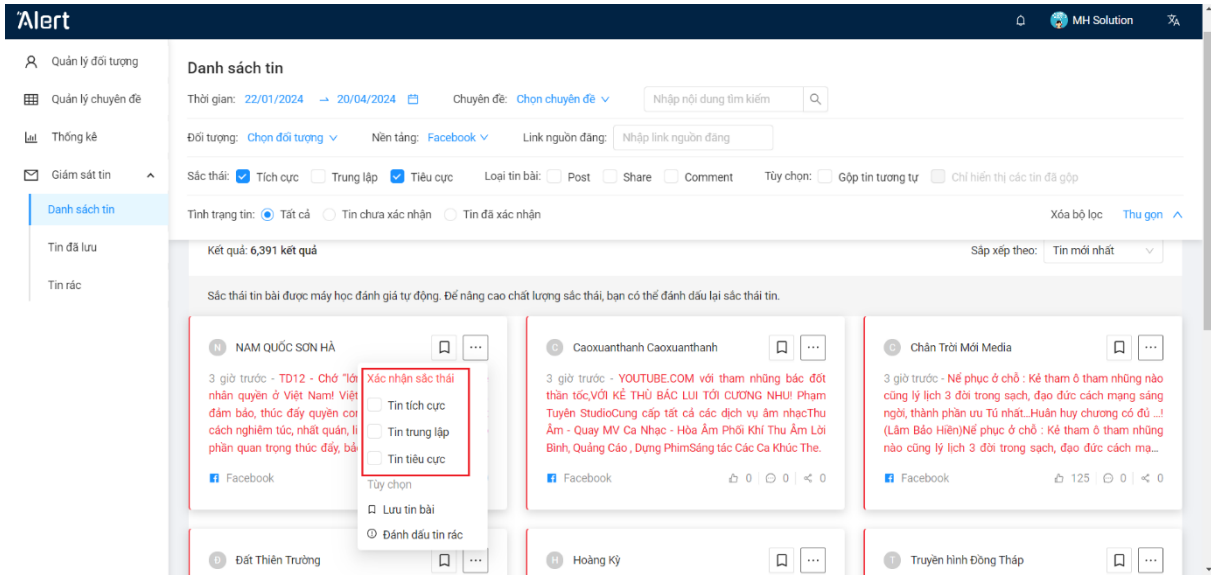 Alert
MH Solution
Quản lý đối tượng
Quản lý chuyên đề
Thống kê
Giám sát tin
Danh sách tin
Tin đã lưu
Tin rác
Danh sách tin
Thời gian: 22/01/2024 → 20/04/2024 Chuyên đề: Chọn chuyên đề Nhập nội dung tìm kiếm
Đối tượng: Chọn đối tượng Nền tảng: Facebook Link nguồn đăng: Nhập link nguồn đăng
Sắc thái: Tích cực Trung lập Tiêu cực Loại tin bài: Post Share Comment Tùy chọn: Gộp tin tương tự Chỉ hiển thị các tin đã gộp
Tình trạng tin: Tất cả Tin chưa xác nhận Tin đã xác nhận Xóa bộ lọc Thu gọn
Kết quả: 6,391 kết quả Sắp xếp theo: Tin mới nhất
Sắc thái tin bài được máy học đánh giá tự động. Để nâng cao chất lượng sắc thái, bạn có thể đánh dấu lại sắc thái tin.
N NAM QUỐC SƠN HÀ
3 giờ trước - TD12 - Chớ "lớ
nhân quyền ở Việt Nam! Việt
đảm bảo, thúc đẩy quyền cor
cách nghiêm túc, nhất quán, li
phần quan trọng thúc đẩy, bả
Facebook
Xác nhận sắc thái
Tin tích cực
Tin trung lập
Tin tiêu cực
Tùy chọn
Lưu tin bài
Đánh dấu tin rác
C Caoxuanthanh Caoxuanthanh
3 giờ trước - YOUTUBE.COM với tham nhũng bác đốt
thần tốc,VỚI KẺ THÙ BÁC LUI TỚI CƯƠNG NHU! Phạm
Tuyên StudioCung cấp tất cả các dịch vụ âm nhạcThu
Âm - Quay MV Ca Nhạc - Hòa Âm Phối Khí Thu Âm Lời
Bình, Quảng Cáo , Dựng PhimSáng tác Các Ca Khúc The.
Facebook 0 0 0
C Chân Trời Mới Media
3 giờ trước - Nể phục ở chỗ : Kẻ tham ô tham nhũng nào
cũng lý lịch 3 đời trong sạch, đạo đức cách mạng sáng
ngời, thành phần ưu Tú nhất...Huân huy chương có đủ ...!
(Lâm Bảo Hiền)Nể phục ở chỗ : Kẻ tham ô tham nhũng
nào cũng lý lịch 3 đời trong sạch, đạo đức cách mạ...
Facebook 125 0 0
Đ Đất Thiên Trường
H Hoàng Kỳ
T Truyền hình Đồng Tháp